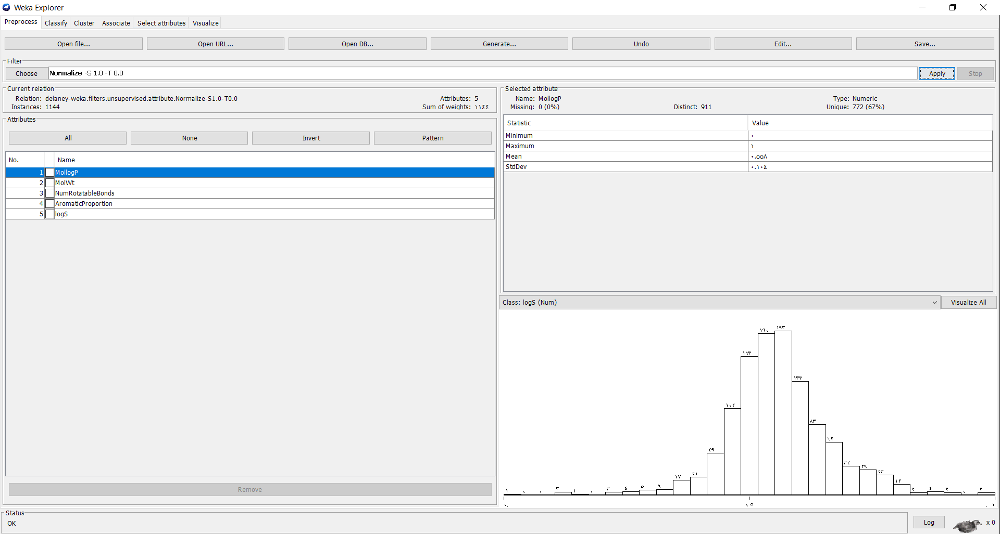 Weka Explorer
Preprocess Classify Cluster Associate Select attributes Visualize
Open file... Open URL... Open DB... Generate... Undo Edit... Save...
Filter
Choose Normalize -S 1.0 -T 0.0 Apply Stop
Current relation
Relation: delaney-weka.filters.unsupervised.attribute.Normalize-S1.0-T0.0 Attributes: 5
Instances: 1144 Sum of weights: ١١٤٤
Attributes
All None Invert Pattern
No. Name
1 MollogP
2 MolWt
3 NumRotatableBonds
4 AromaticProportion
5 logS
Remove
Selected attribute
Name: MollogP Type: Numeric
Missing: 0 (0%) Distinct: 911 Unique: 772 (67%)
Statistic Value
Minimum ٠
Maximum ١
Mean ٠.٥٥٨
StdDev ٠.١٠٤
Class: logS (Num) Visualize All
١ ٠ ٠ ٣ ١ ٠ ٣ ٤ ٥ ٦ ١٧ ٢١ ٤٩ ١٠٢ ١٦٣ ١٩٠ ١٩٣ ١٣٣ ٨٣ ٦٢ ٣٤ ٢٩ ٢٣ ١٢ ٢ ٤ ٢ ٠ ٢
Status
OK
Log x 0